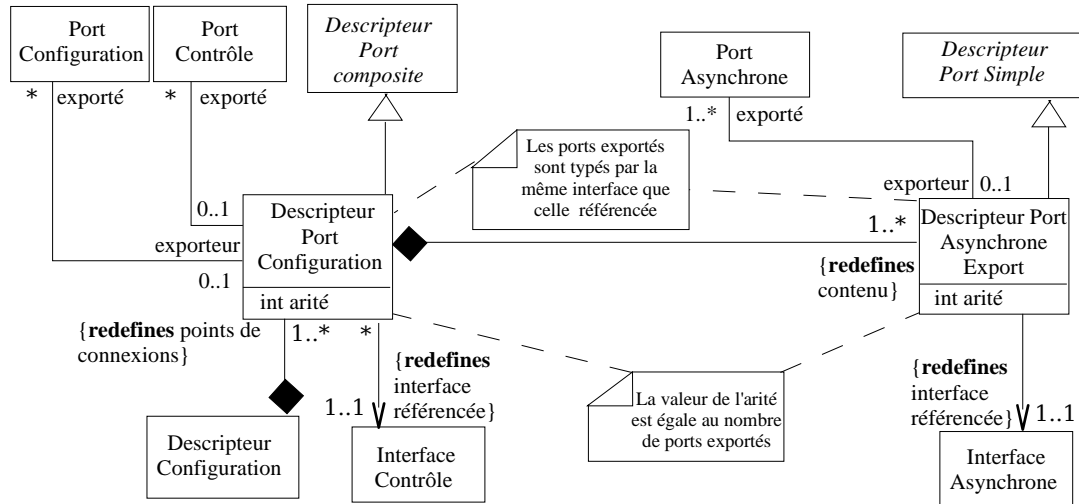 Port
Configuration
Port
Contrôle
Descripteur
Port
composite
Port
Asynchrone
Descripteur
Port Simple
*
exporté
*
exporté
1..*
exporté
Les ports exportés
sont typés par la
même interface que
celle référencée
exporteur
0..1
0..1
exporteur
0..1
Descripteur
Port
Configuration
int arité
1..*
Descripteur Port
Asynchrone
Export
int arité
{redefines
contenu}
{redefines points de
connexions}
1..*
*
{redefines
interface
référencée}
1..1
La valeur de l'arité
est égale au nombre
de ports exportés
{redefines
interface
référencée}
1..1
Descripteur
Configuration
Interface
Contrôle
Interface
Asynchrone